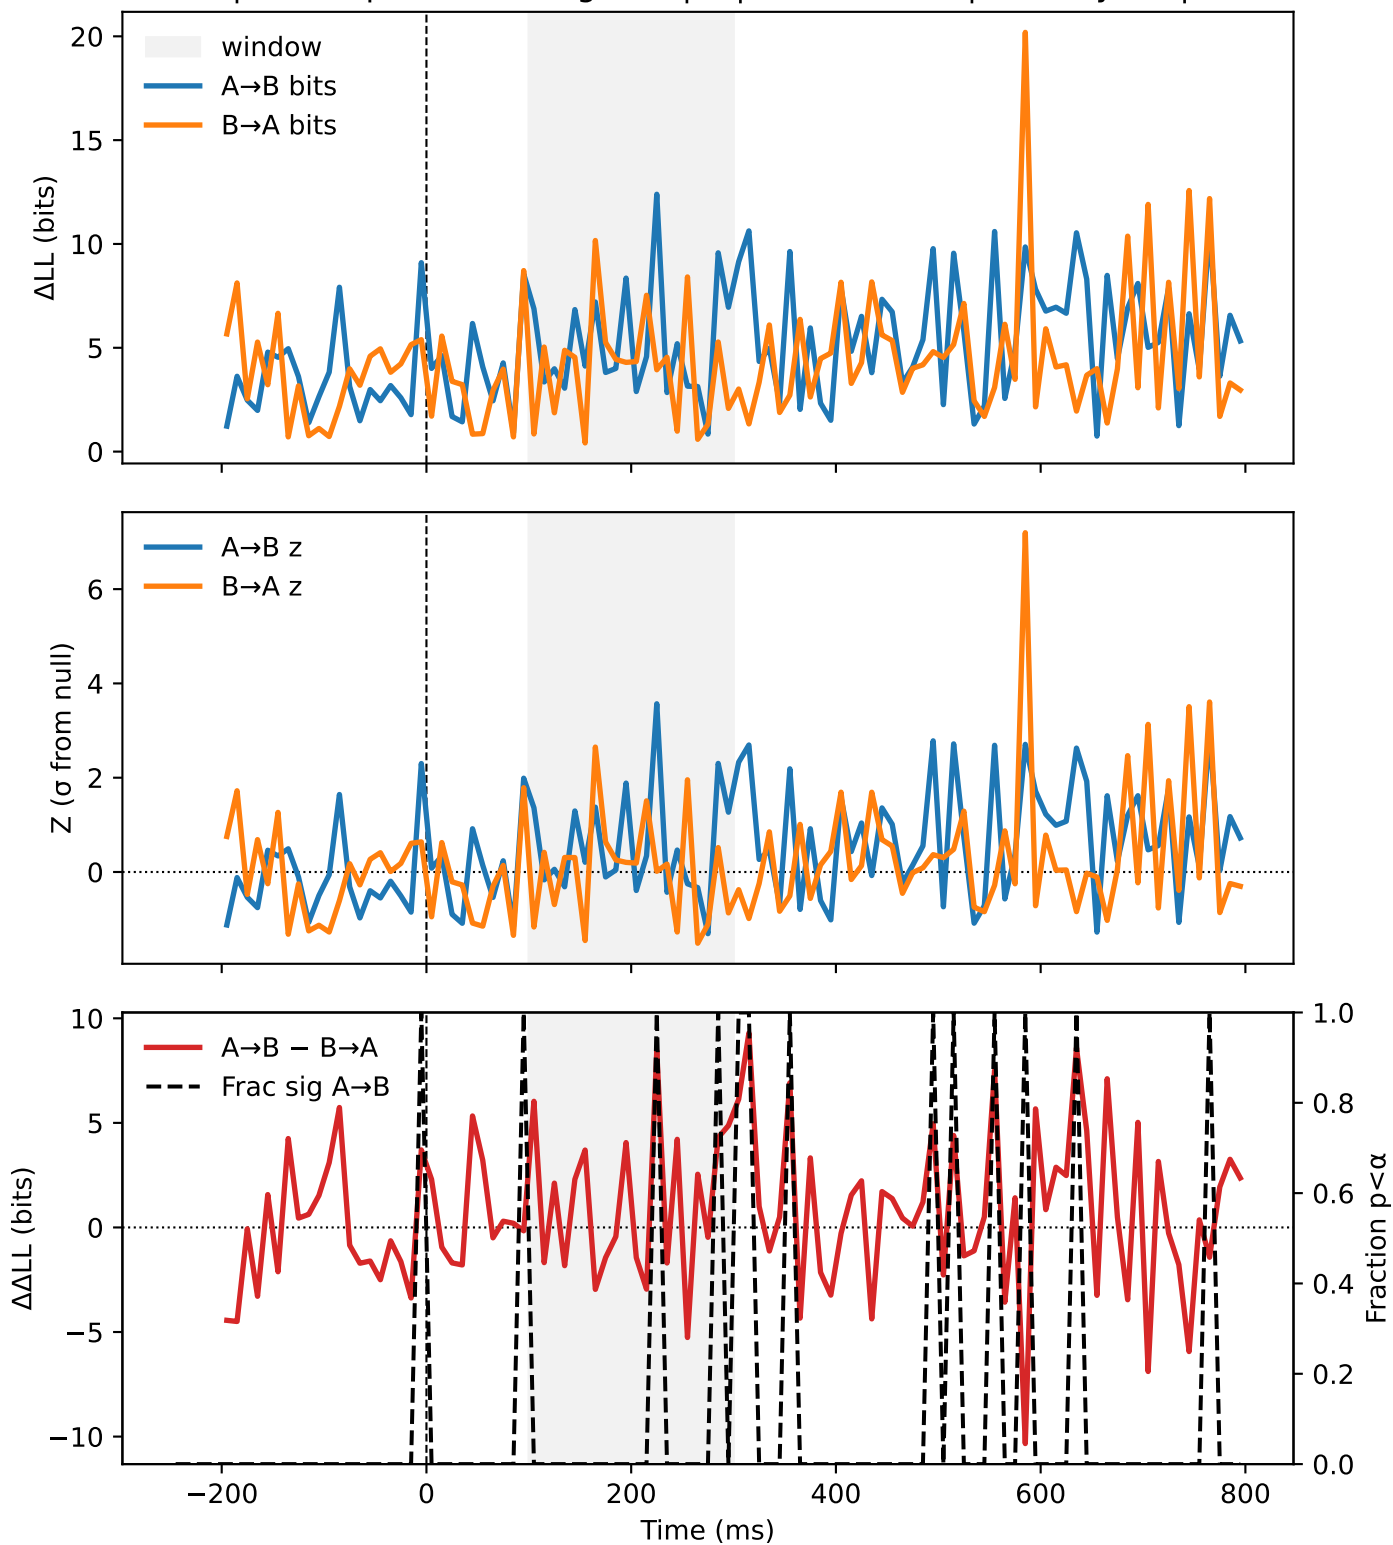 20
15
10
5
0
ΔLL (bits)
window
A→B bits
B→A bits
6
4
2
0
Z (σ from null)
A→B z
B→A z
10
5
0
−5
−10
ΔΔLL (bits)
A→B − B→A
Frac sig A→B
1.0
0.8
0.6
0.4
0.2
0.0
Fraction p<α
−200
0
200
400
600
800
Time (ms)